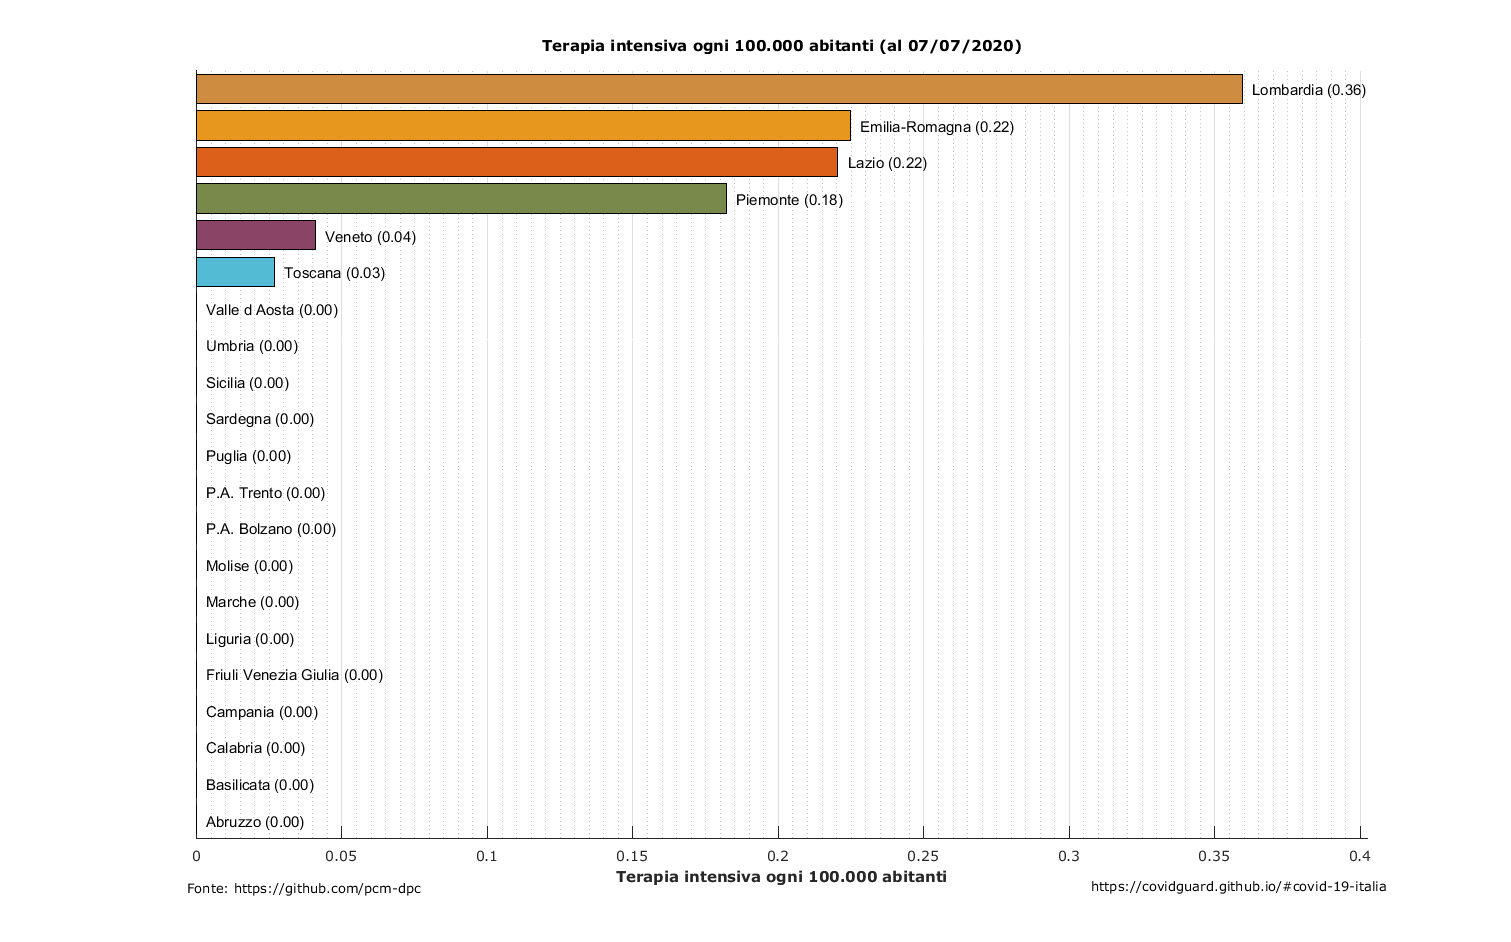 Terapia intensiva ogni 100.000 abitanti (al 07/07/2020)
Lombardia (0.36)
Emilia-Romagna (0.22)
Lazio (0.22)
Piemonte (0.18)
Veneto (0.04)
Toscana (0.03)
Valle d Aosta (0.00)
Umbria (0.00)
Sicilia (0.00)
Sardegna (0.00)
Puglia (0.00)
P.A. Trento (0.00)
P.A. Bolzano (0.00)
Molise (0.00)
Marche (0.00)
Liguria (0.00)
Friuli Venezia Giulia (0.00)
Campania (0.00)
Calabria (0.00)
Basilicata (0.00)
Abruzzo (0.00)
0 0.05 0.1 0.15 0.2 0.25 0.3 0.35 0.4
Terapia intensiva ogni 100.000 abitanti
Fonte: https://github.com/pcm-dpc
https://covidguard.github.io/#covid-19-italia